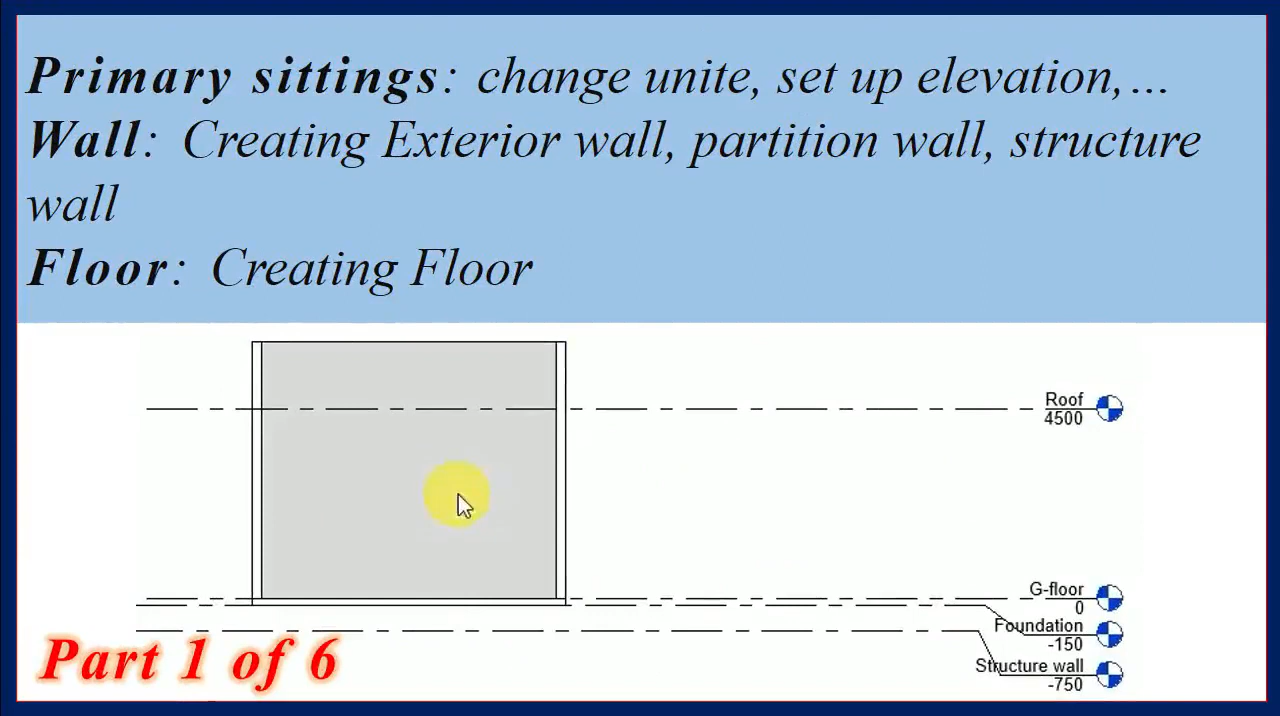 Primary sittings: change unite, set up elevation,...
Wall: Creating Exterior wall, partition wall, structure
wall
Floor: Creating Floor
Roof
4500
G-floor
0
Foundation
-150
Structure wall
-750
Part 1 of 6